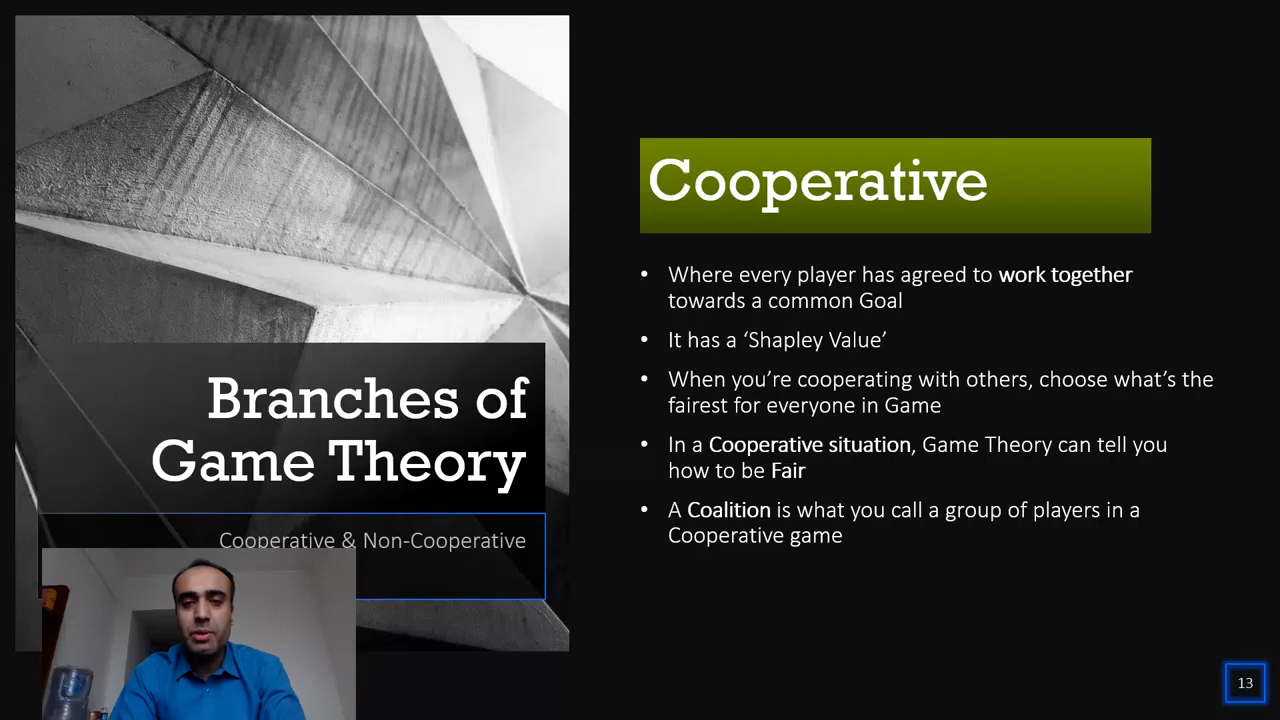 Branches of
Game Theory
Cooperative & Non-Cooperative
Cooperative
• Where every player has agreed to work together
towards a common Goal
• It has a ‘Shapley Value’
• When you’re cooperating with others, choose what’s the
fairest for everyone in Game
• In a Cooperative situation, Game Theory can tell you
how to be Fair
• A Coalition is what you call a group of players in a
Cooperative game
13